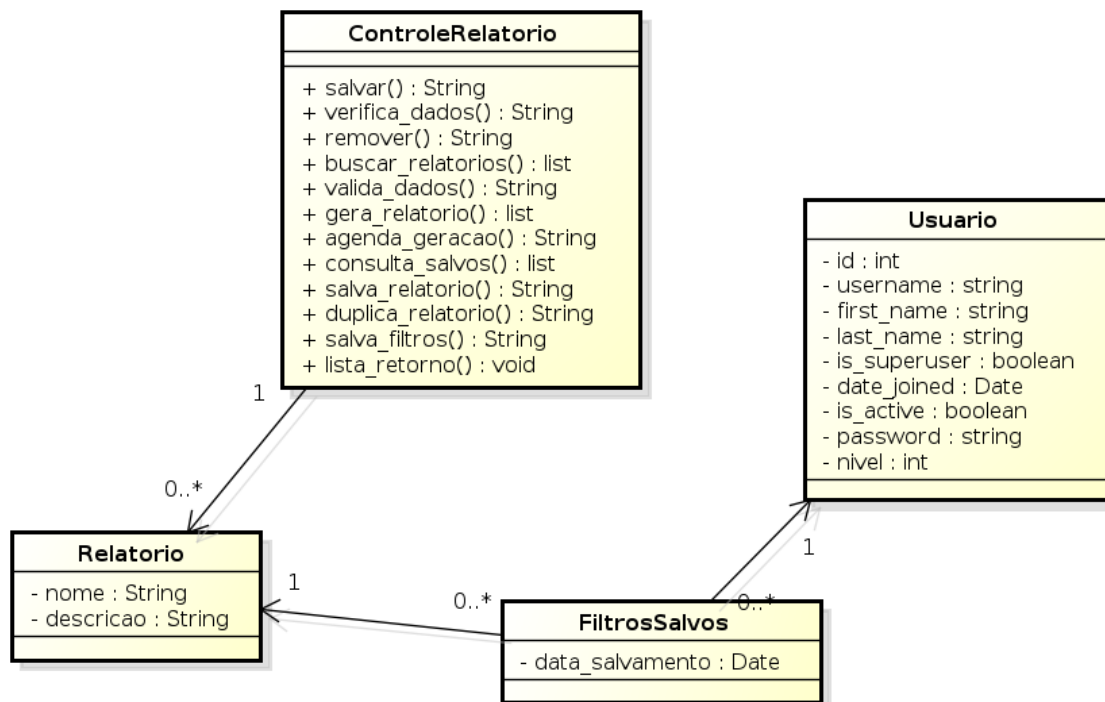 ControleRelatorio
+ salvar() : String
+ verifica_dados() : String
+ remover() : String
+ buscar_relatorios() : list
+ valida_dados() : String
+ gera_relatorio() : list
+ agenda_geracao() : String
+ consulta_salvos() : list
+ salva_relatorio() : String
+ duplica_relatorio() : String
+ salva_filtros() : String
+ lista_retorno() : void
Usuario
- id : int
- username : string
- first_name : string
- last_name : string
- is_superuser : boolean
- date_joined : Date
- is_active : boolean
- password : string
- nivel : int
1
0..*
Relatorio
- nome : String
- descricao : String
1
0..*
1
0..*
FiltrosSalvos
- data_salvamento : Date